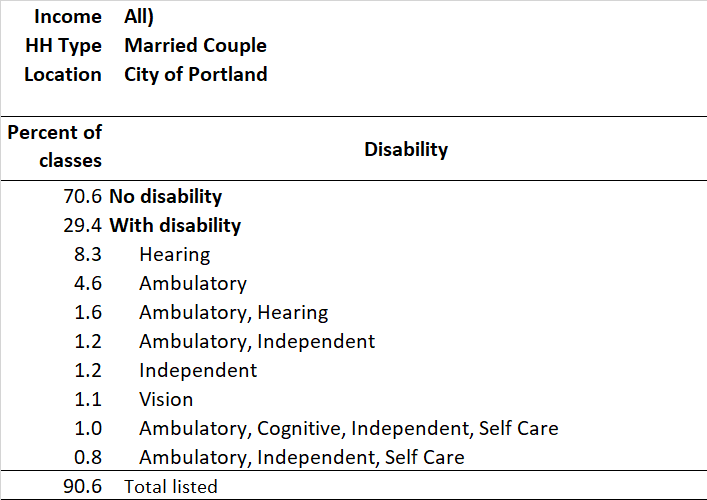 Income All)
HH Type Married Couple
Location City of Portland
Percent of classes Disability
70.6 No disability
29.4 With disability
8.3 Hearing
4.6 Ambulatory
1.6 Ambulatory, Hearing
1.2 Ambulatory, Independent
1.2 Independent
1.1 Vision
1.0 Ambulatory, Cognitive, Independent, Self Care
0.8 Ambulatory, Independent, Self Care
90.6 Total listed